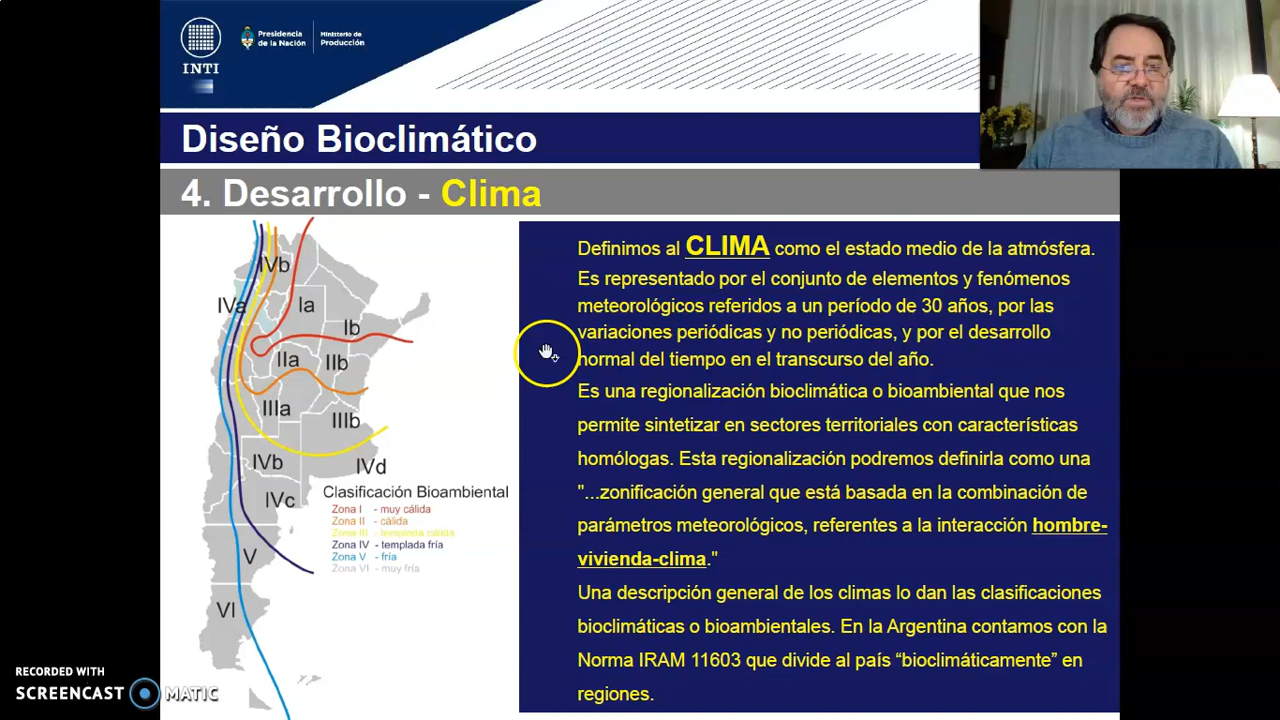 INTI
Presidencia
de la Nación
Ministerio de
Producción
Diseño Bioclimático
4. Desarrollo - Clima
IVb
IVa
Ia
Ib
IIa
IIb
IIIa
IIIb
IVb
IVd
IVc
V
VI
Clasificación Bioambiental
Zona I - muy cálida
Zona II - cálida
Zona III - templada cálida
Zona IV - templada fría
Zona V - fría
Zona VI - muy fría
Definimos al CLIMA como el estado medio de la atmósfera.
Es representado por el conjunto de elementos y fenómenos
meteorológicos referidos a un período de 30 años, por las
variaciones periódicas y no periódicas, y por el desarrollo
normal del tiempo en el transcurso del año.
Es una regionalización bioclimática o bioambiental que nos
permite sintetizar en sectores territoriales con características
homólogas. Esta regionalización podremos definirla como una
"...zonificación general que está basada en la combinación de
parámetros meteorológicos, referentes a la interacción hombre-
vivienda-clima."
Una descripción general de los climas lo dan las clasificaciones
bioclimáticas o bioambientales. En la Argentina contamos con la
Norma IRAM 11603 que divide al país “bioclimáticamente” en
regiones.
RECORDED WITH
SCREENCAST MATIC